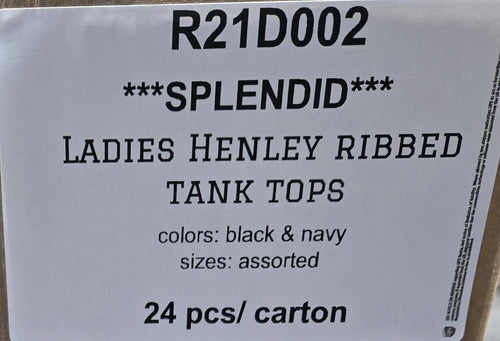 R21D002
***SPLENDID***
LADIES HENLEY RIBBED
TANK TOPS
colors: black & navy
sizes: assorted
24 pcs/ carton